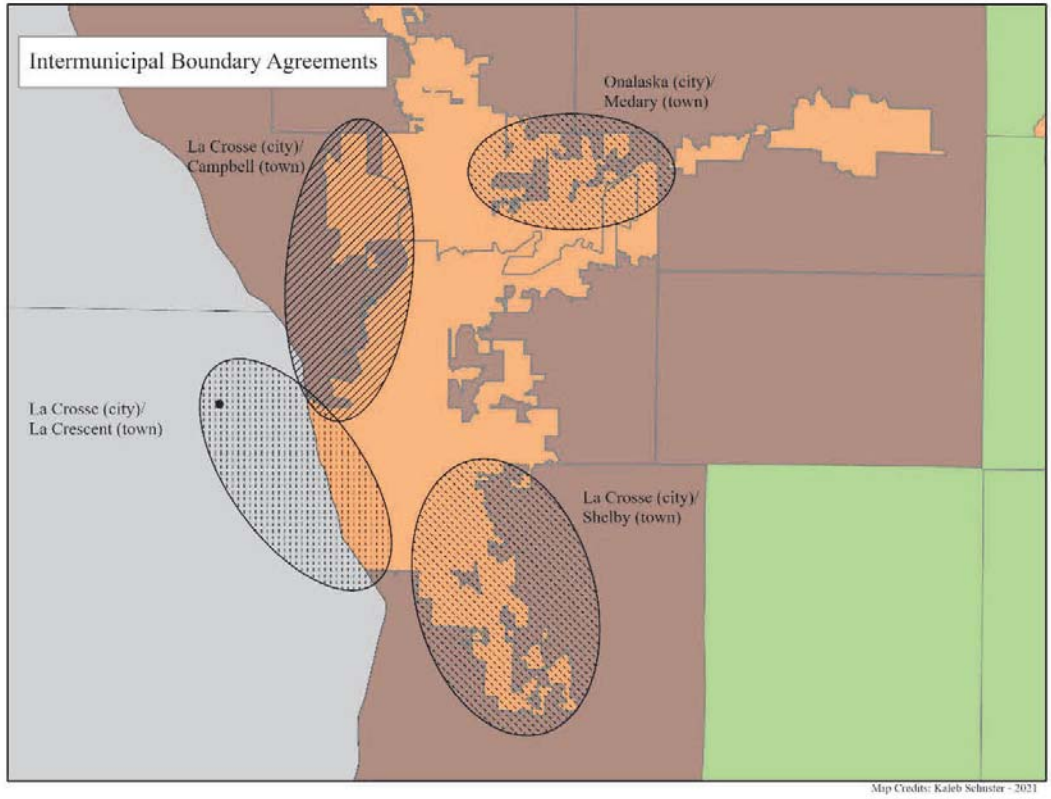 Intermunicipal Boundary Agreements
Onalaska (city)/
Medary (town)
La Crosse (city)/
Campbell (town)
La Crosse (city)/
La Crescent (town)
La Crosse (city)/
Shelby (town)
Map Credits: Kaleb Schuster - 2021